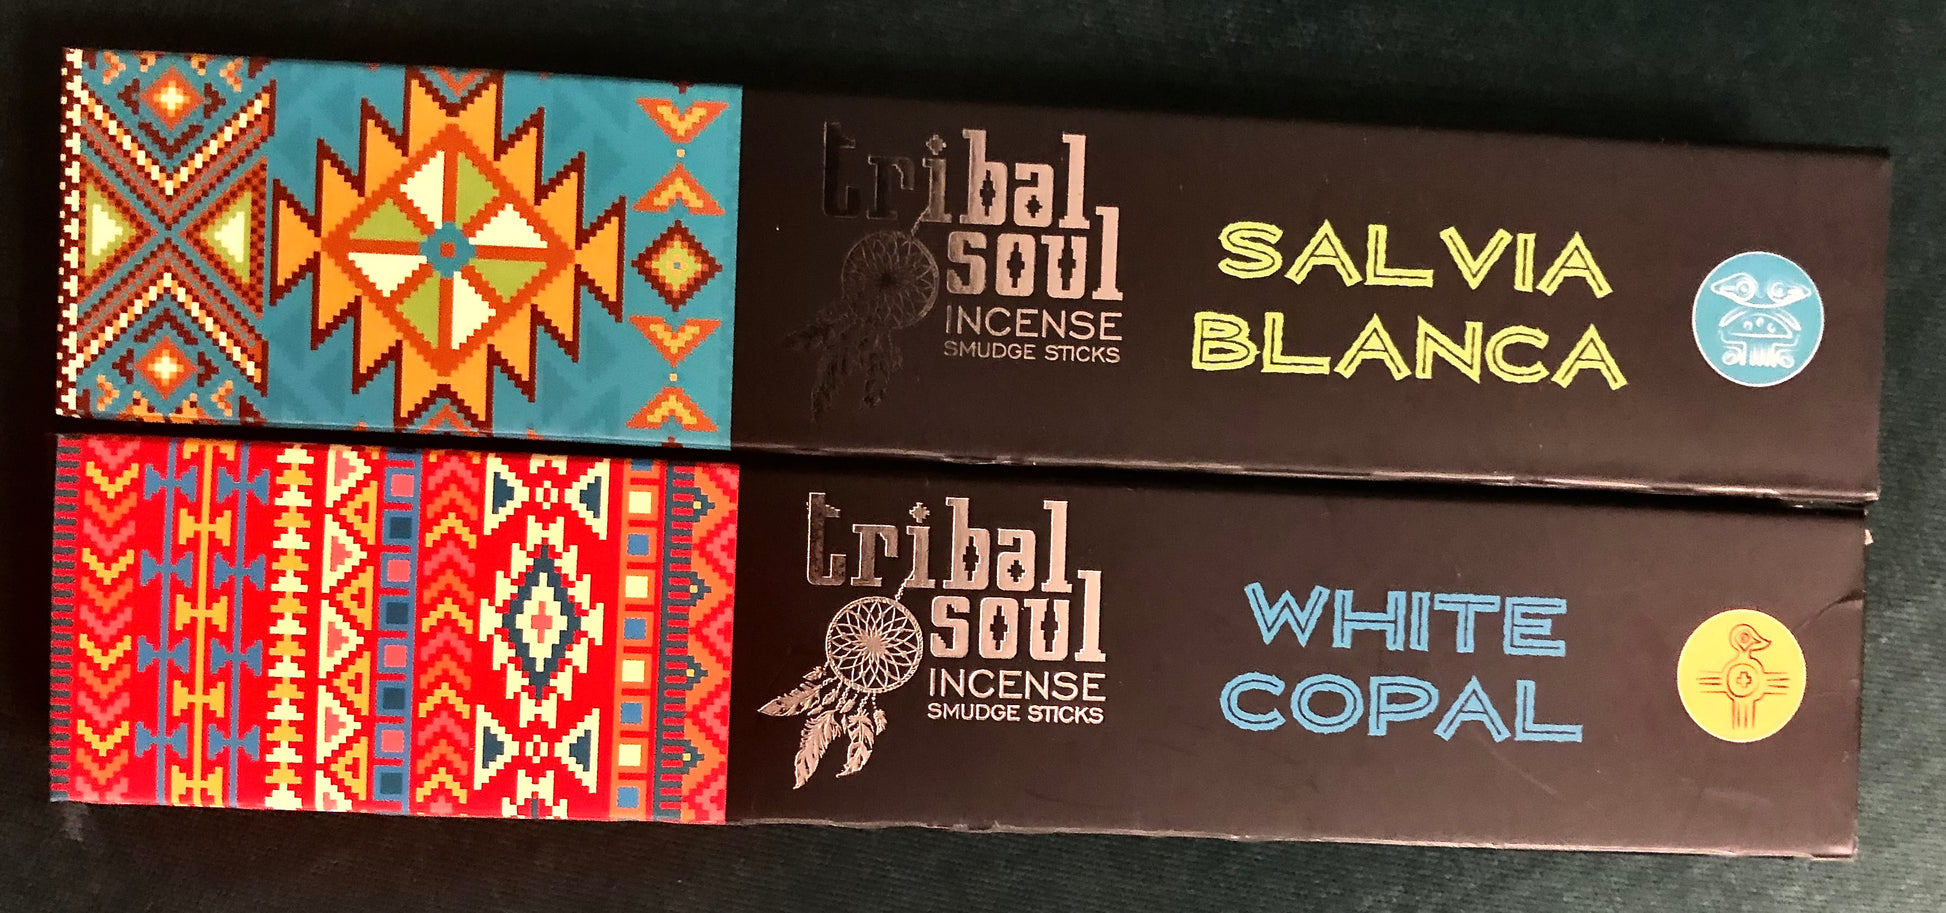 tribal
soul
INCENSE
SMUDGE STICKS
SALVIA
BLANCA
tribal
soul
INCENSE
SMUDGE STICKS
WHITE
COPAL